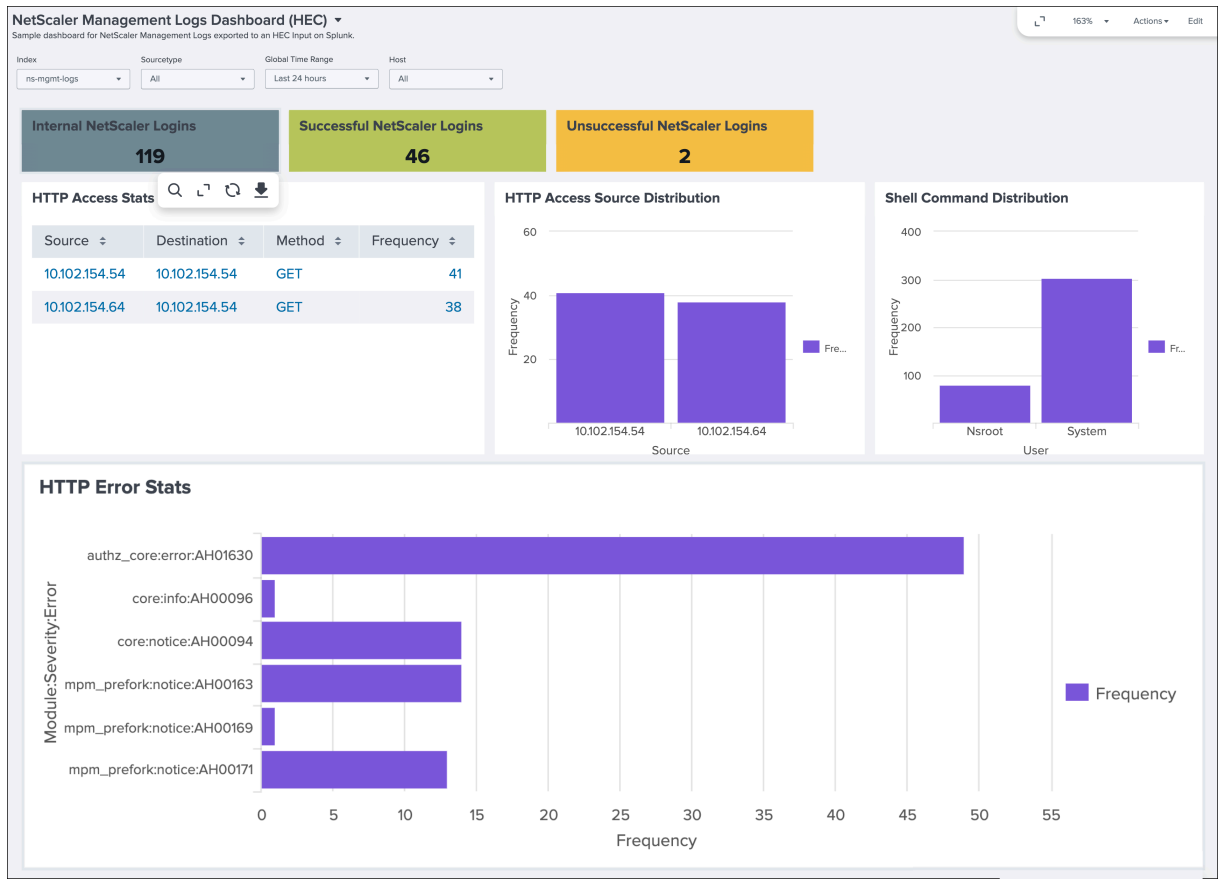 NetScaler Management Logs Dashboard (HEC)
163% Actions Edit
Sample dashboard for NetScaler Management Logs exported to an HEC Input on Splunk.
Index Sourcetype Global Time Range Host
ns-mgmt-logs All Last 24 hours All
Internal NetScaler Logins
119
Successful NetScaler Logins
46
Unsuccessful NetScaler Logins
2
HTTP Access Stats
Source Destination Method Frequency
10.102.154.54 10.102.154.54 GET 41
10.102.154.64 10.102.154.54 GET 38
HTTP Access Source Distribution
Frequency
60
40
20
10.102.154.54 10.102.154.64
Source
Fre...
Shell Command Distribution
Frequency
400
300
200
100
Nsroot System
User
Fr...
HTTP Error Stats
Module:Severity:Error
authz_core:error:AH01630
core:info:AH00096
core:notice:AH00094
mpm_prefork:notice:AH00163
mpm_prefork:notice:AH00169
mpm_prefork:notice:AH00171
0 5 10 15 20 25 30 35 40 45 50 55
Frequency
Frequency